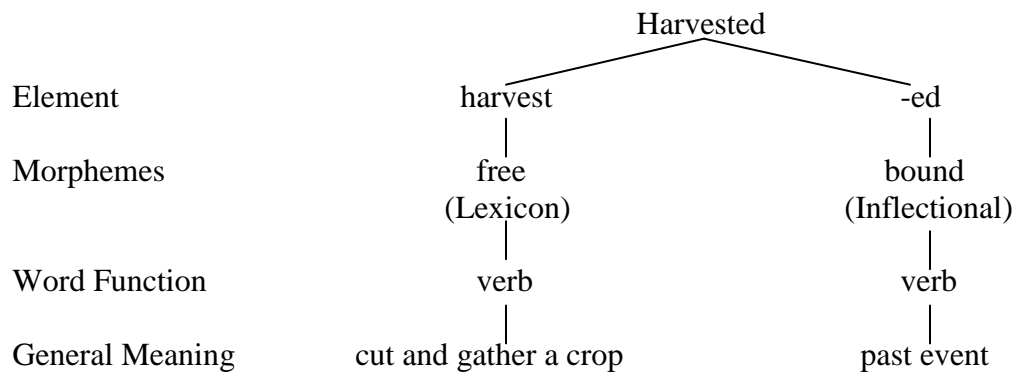 Harvested
Element harvest -ed
Morphemes free bound
(Lexicon) (Inflectional)
Word Function verb verb
General Meaning cut and gather a crop past event